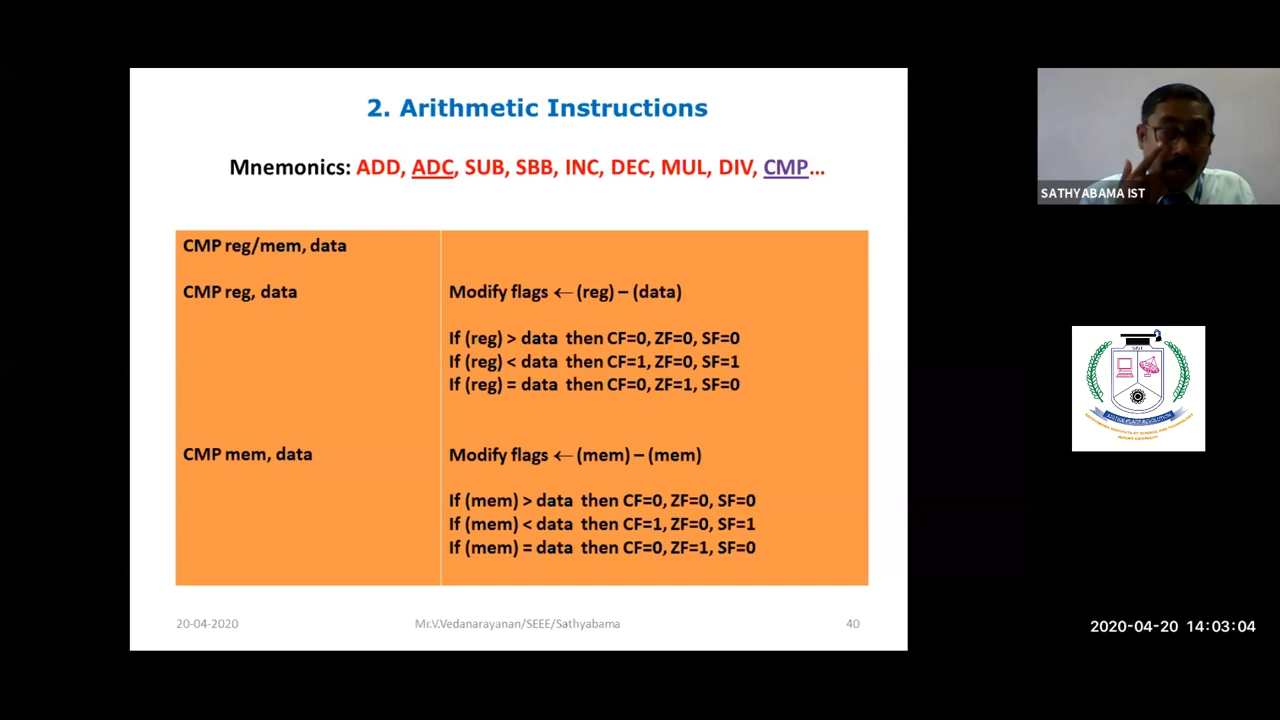 2. Arithmetic Instructions
Mnemonics: ADD, ADC, SUB, SBB, INC, DEC, MUL, DIV, CMP…
CMP reg/mem, data
CMP reg, data
Modify flags ← (reg) – (data)
If (reg) > data then CF=0, ZF=0, SF=0
If (reg) < data then CF=1, ZF=0, SF=1
If (reg) = data then CF=0, ZF=1, SF=0
CMP mem, data
Modify flags ← (mem) – (mem)
If (mem) > data then CF=0, ZF=0, SF=0
If (mem) < data then CF=1, ZF=0, SF=1
If (mem) = data then CF=0, ZF=1, SF=0
20-04-2020
Mr.V.Vedanarayanan/SEEE/Sathyabama
40
SATHYABAMA IST
2020-04-20 14:03:04